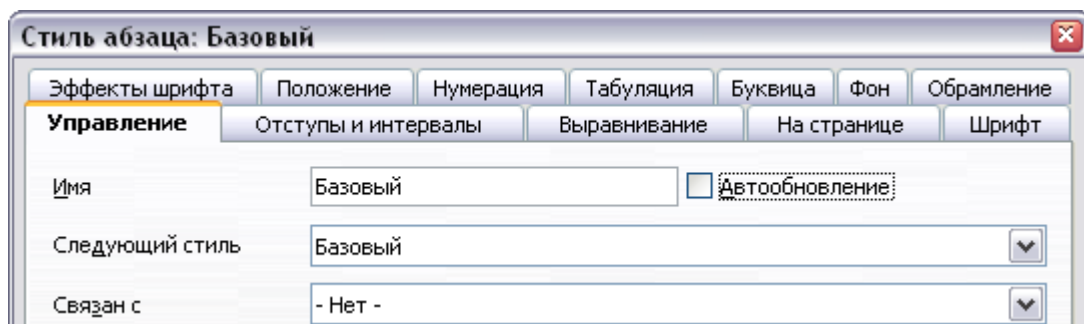 Стиль абзаца: Базовый
Эффекты шрифта Положение Нумерация Табуляция Буквица Фон Обрамление
Управление Отступы и интервалы Выравнивание На странице Шрифт
Имя Базовый Автообновление
Следующий стиль Базовый
Связан с - Нет -